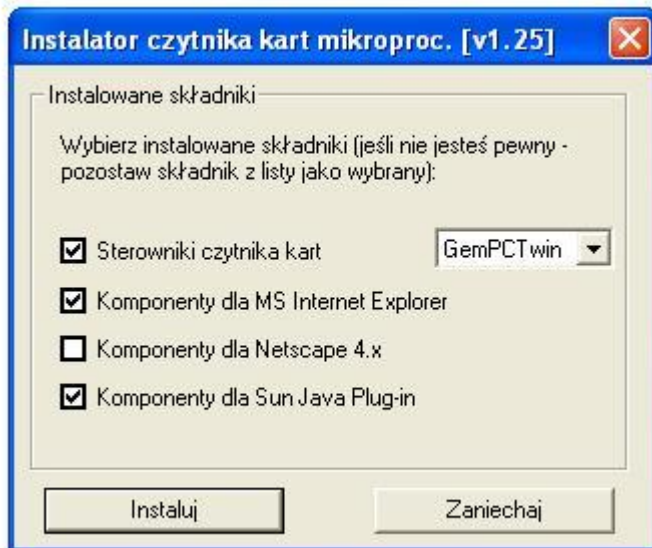 Instalator czytnika kart mikroproc. [v1.25]
Instalowane składniki
Wybierz instalowane składniki (jeśli nie jesteś pewny -
pozostaw składnik z listy jako wybrany):
Sterowniki czytnika kart GemPCTwin
Komponenty dla MS Internet Explorer
Komponenty dla Netscape 4.x
Komponenty dla Sun Java Plug-in
Instaluj Zaniechaj